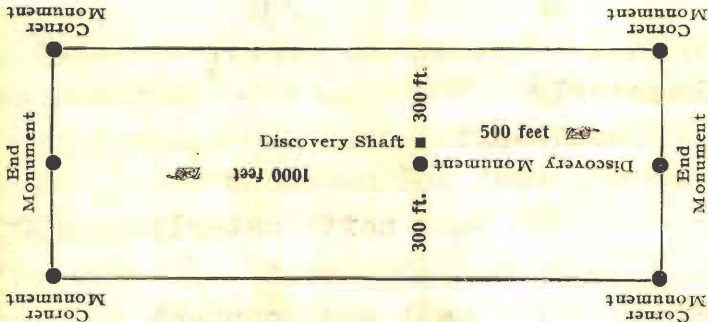 Corner
Monument
Corner
Monument
300 ft.
500 feet
Discovery Shaft
End
Monument
Discovery Monument
End
Monument
1000 feet
300 ft.
Corner
Monument
Corner
Monument